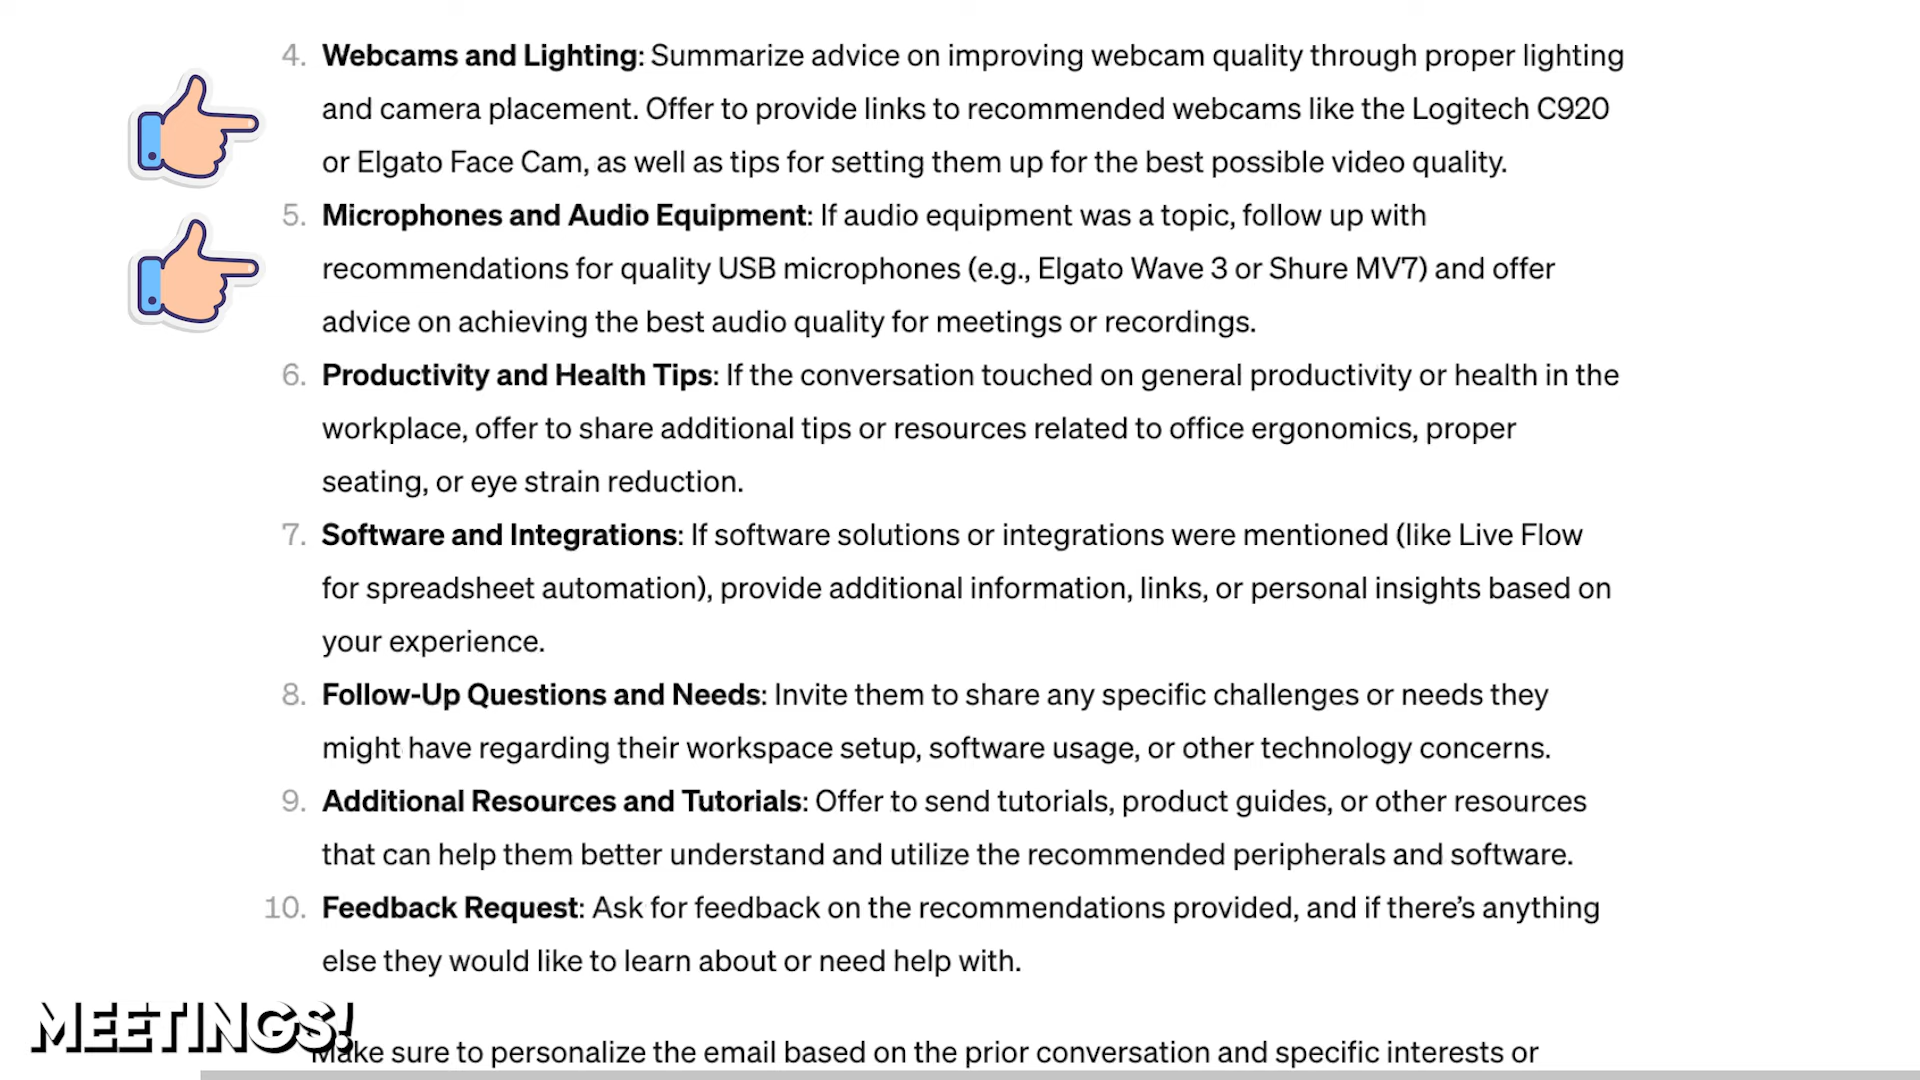 4. Webcams and Lighting: Summarize advice on improving webcam quality through proper lighting
and camera placement. Offer to provide links to recommended webcams like the Logitech C920
or Elgato Face Cam, as well as tips for setting them up for the best possible video quality.
5. Microphones and Audio Equipment: If audio equipment was a topic, follow up with
recommendations for quality USB microphones (e.g., Elgato Wave 3 or Shure MV7) and offer
advice on achieving the best audio quality for meetings or recordings.
6. Productivity and Health Tips: If the conversation touched on general productivity or health in the
workplace, offer to share additional tips or resources related to office ergonomics, proper
seating, or eye strain reduction.
7. Software and Integrations: If software solutions or integrations were mentioned (like Live Flow
for spreadsheet automation), provide additional information, links, or personal insights based on
your experience.
8. Follow-Up Questions and Needs: Invite them to share any specific challenges or needs they
might have regarding their workspace setup, software usage, or other technology concerns.
9. Additional Resources and Tutorials: Offer to send tutorials, product guides, or other resources
that can help them better understand and utilize the recommended peripherals and software.
10. Feedback Request: Ask for feedback on the recommendations provided, and if there's anything
else they would like to learn about or need help with.
MEETINGS!
Make sure to personalize the email based on the prior conversation and specific interests or